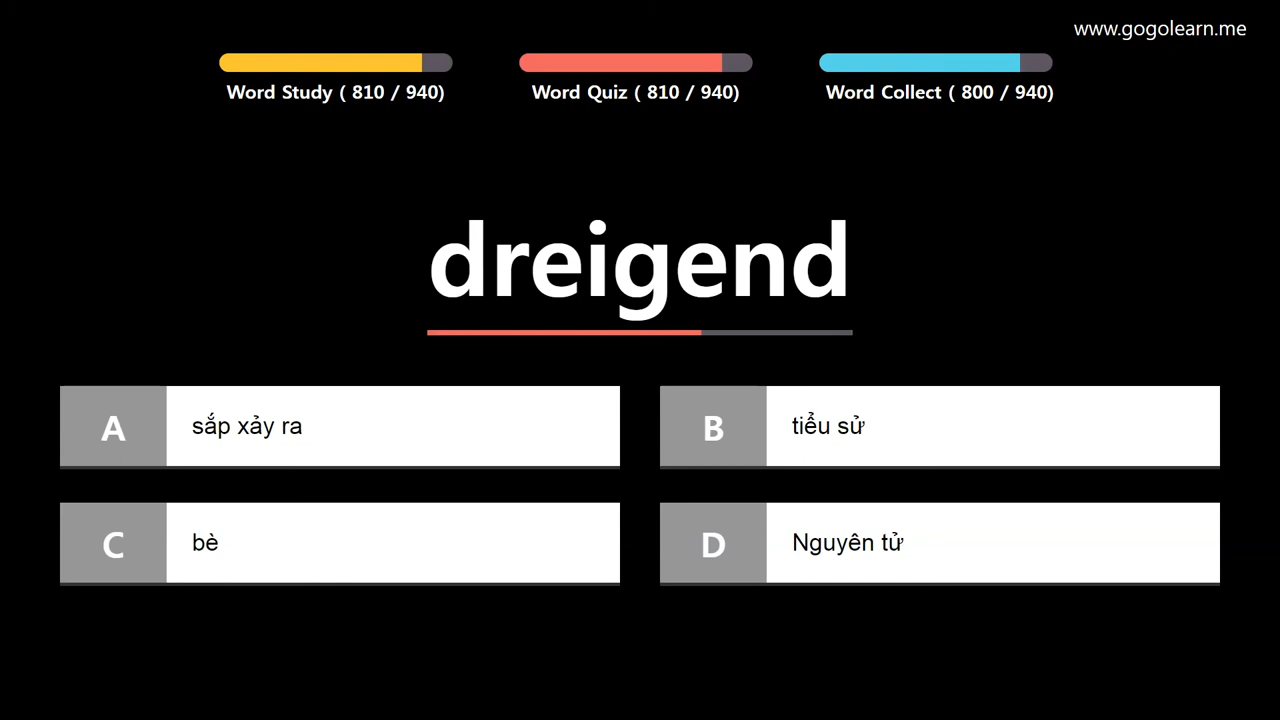 www.gogolearn.me
Word Study ( 810 / 940)
Word Quiz ( 810 / 940)
Word Collect ( 800 / 940)
dreigend
A
sắp xảy ra
B
tiểu sử
C
bè
D
Nguyên tử